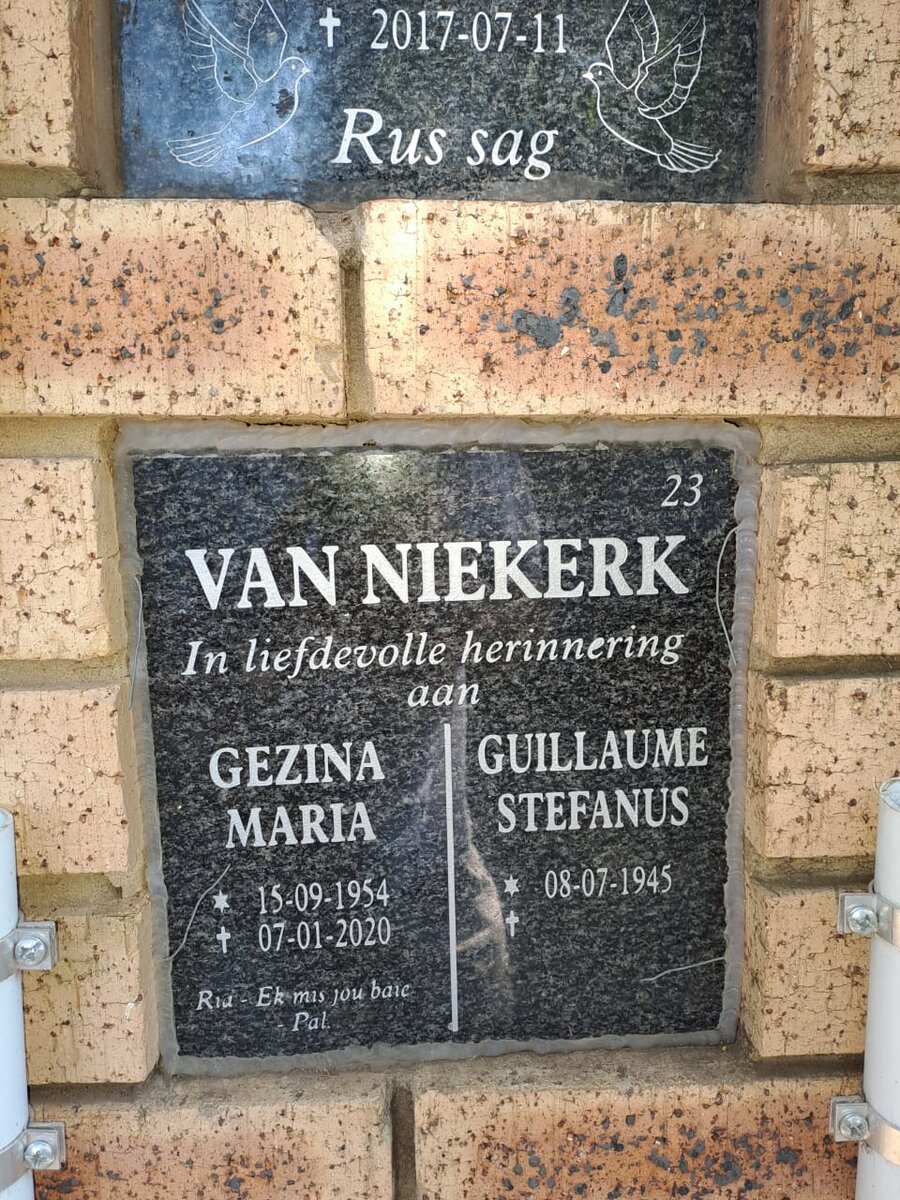 ✝ 2017-07-11
Rus sag
23
VAN NIEKERK
In liefdevolle herinnering
aan
GEZINA
MARIA
✶ 15-09-1954
✝ 07-01-2020
Ria - Ek mis jou baie
- Pal.
GUILLAUME
STEFANUS
✶ 08-07-1945
✝